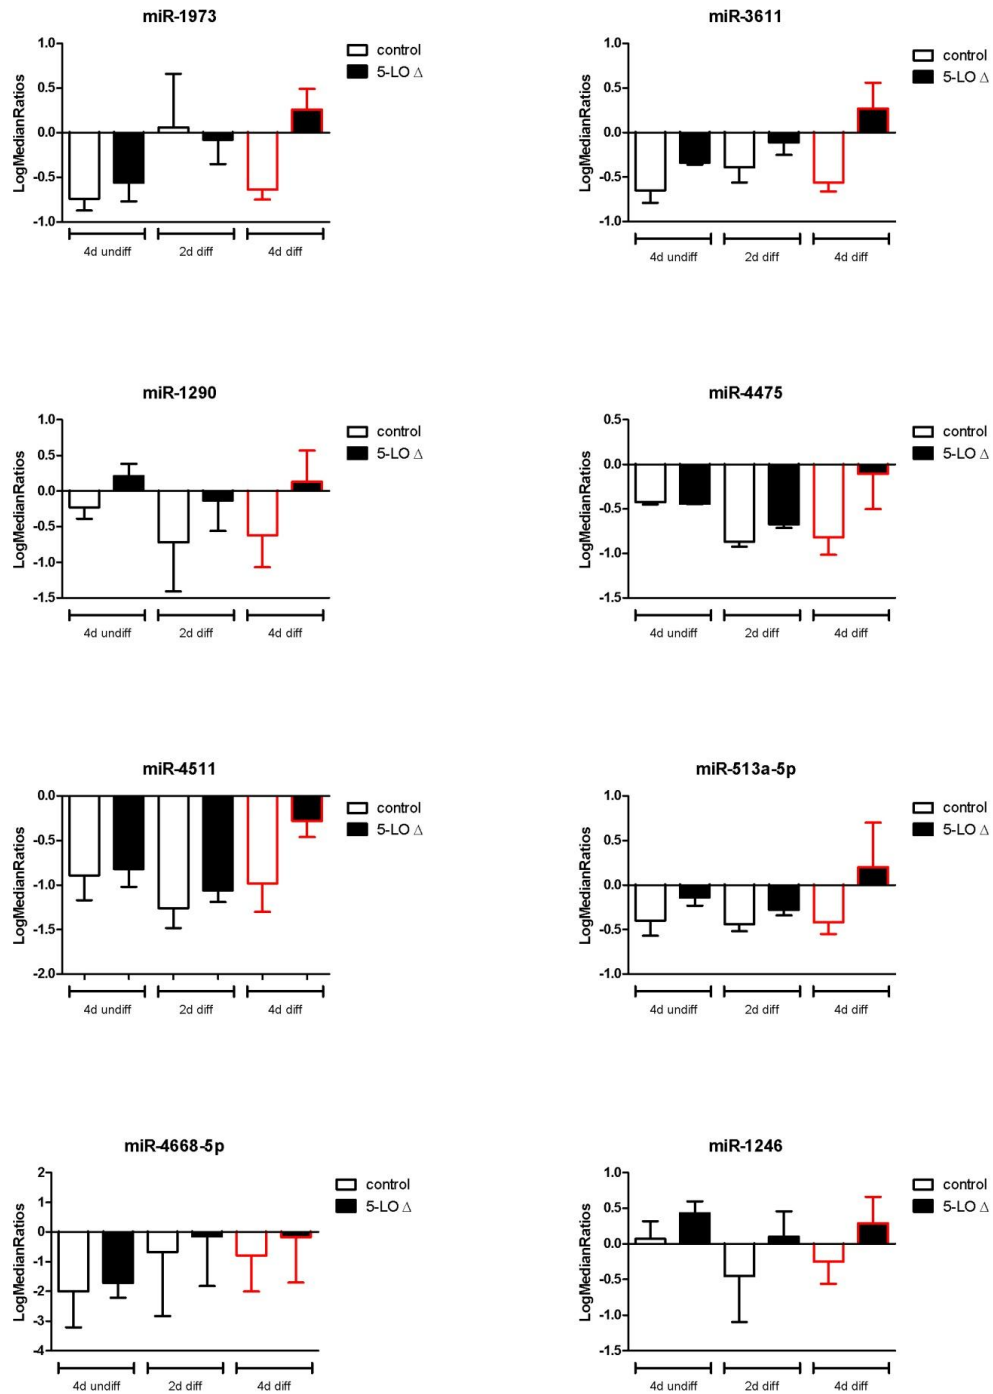 miR-1973
LogMedianRatios
1.0
0.5
0.0
-0.5
-1.0
4d undiff
2d diff
4d diff
control
5-LO Δ
miR-3611
LogMedianRatios
1.0
0.5
0.0
-0.5
-1.0
4d undiff
2d diff
4d diff
control
5-LO Δ
miR-1290
LogMedianRatios
1.0
0.5
0.0
-0.5
-1.0
-1.5
4d undiff
2d diff
4d diff
control
5-LO Δ
miR-4475
LogMedianRatios
0.5
0.0
-0.5
-1.0
-1.5
4d undiff
2d diff
4d diff
control
5-LO Δ
miR-4511
LogMedianRatios
0.0
-0.5
-1.0
-1.5
-2.0
4d undiff
2d diff
4d diff
control
5-LO Δ
miR-513a-5p
LogMedianRatios
1.0
0.5
0.0
-0.5
-1.0
4d undiff
2d diff
4d diff
control
5-LO Δ
miR-4668-5p
LogMedianRatios
2
1
0
-1
-2
-3
-4
4d undiff
2d diff
4d diff
control
5-LO Δ
miR-1246
LogMedianRatios
1.0
0.5
0.0
-0.5
-1.0
-1.5
4d undiff
2d diff
4d diff
control
5-LO Δ